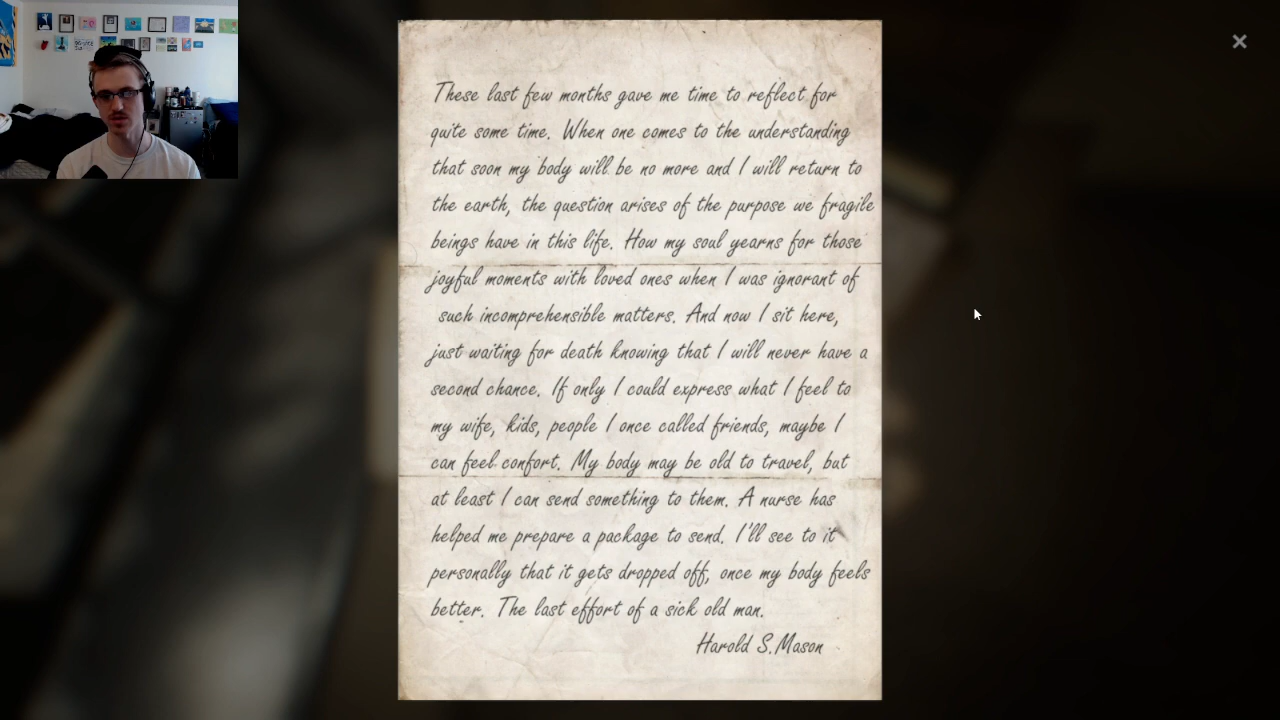 These last few months gave me time to reflect for
quite some time. When one comes to the understanding
that soon my body will be no more and I will return to
the earth, the question arises of the purpose we fragile
beings have in this life. How my soul yearns for those
joyful moments with loved ones when I was ignorant of
such incomprehensible matters. And now I sit here,
just waiting for death knowing that I will never have a
second chance. If only I could express what I feel to
my wife, kids, people I once called friends, maybe I
can feel confort. My body may be old to travel, but
at least I can send something to them. A nurse has
helped me prepare a package to send. I'll see to it
personally that it gets dropped off, once my body feels
better. The last effort of a sick old man.
Harold S.Mason